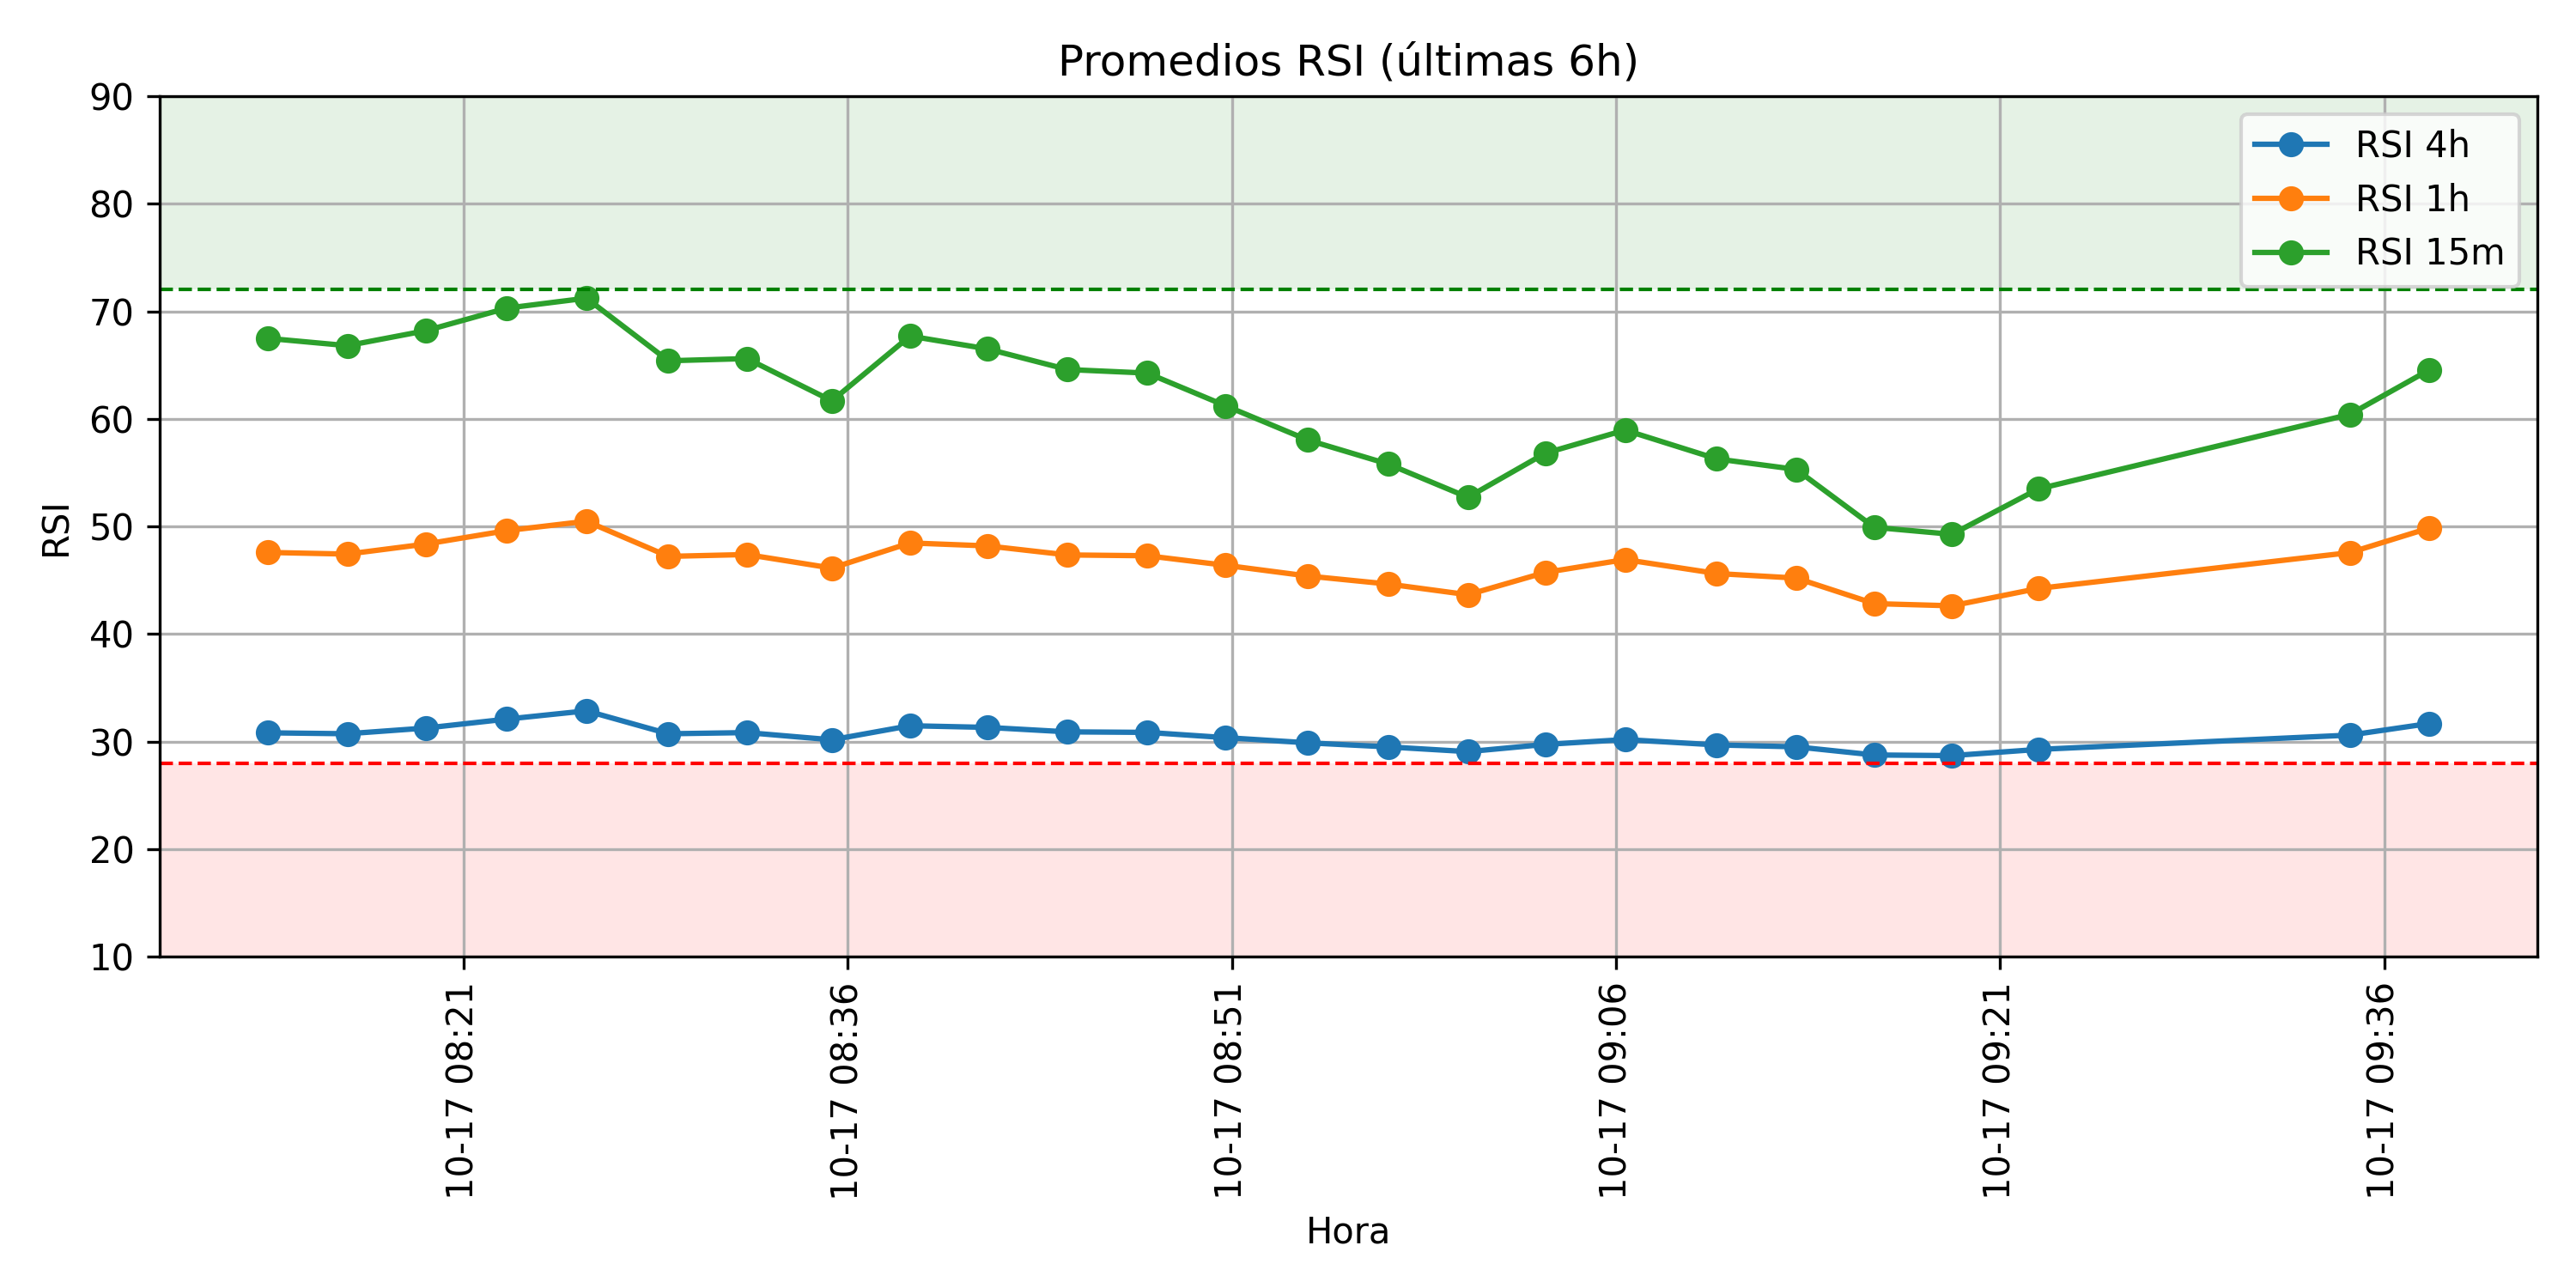 Promedios RSI (últimas 6h)
RSI 4h
RSI 1h
RSI 15m
RSI
90
80
70
60
50
40
30
20
10
10-17 08:21
10-17 08:36
10-17 08:51
10-17 09:06
10-17 09:21
10-17 09:36
Hora